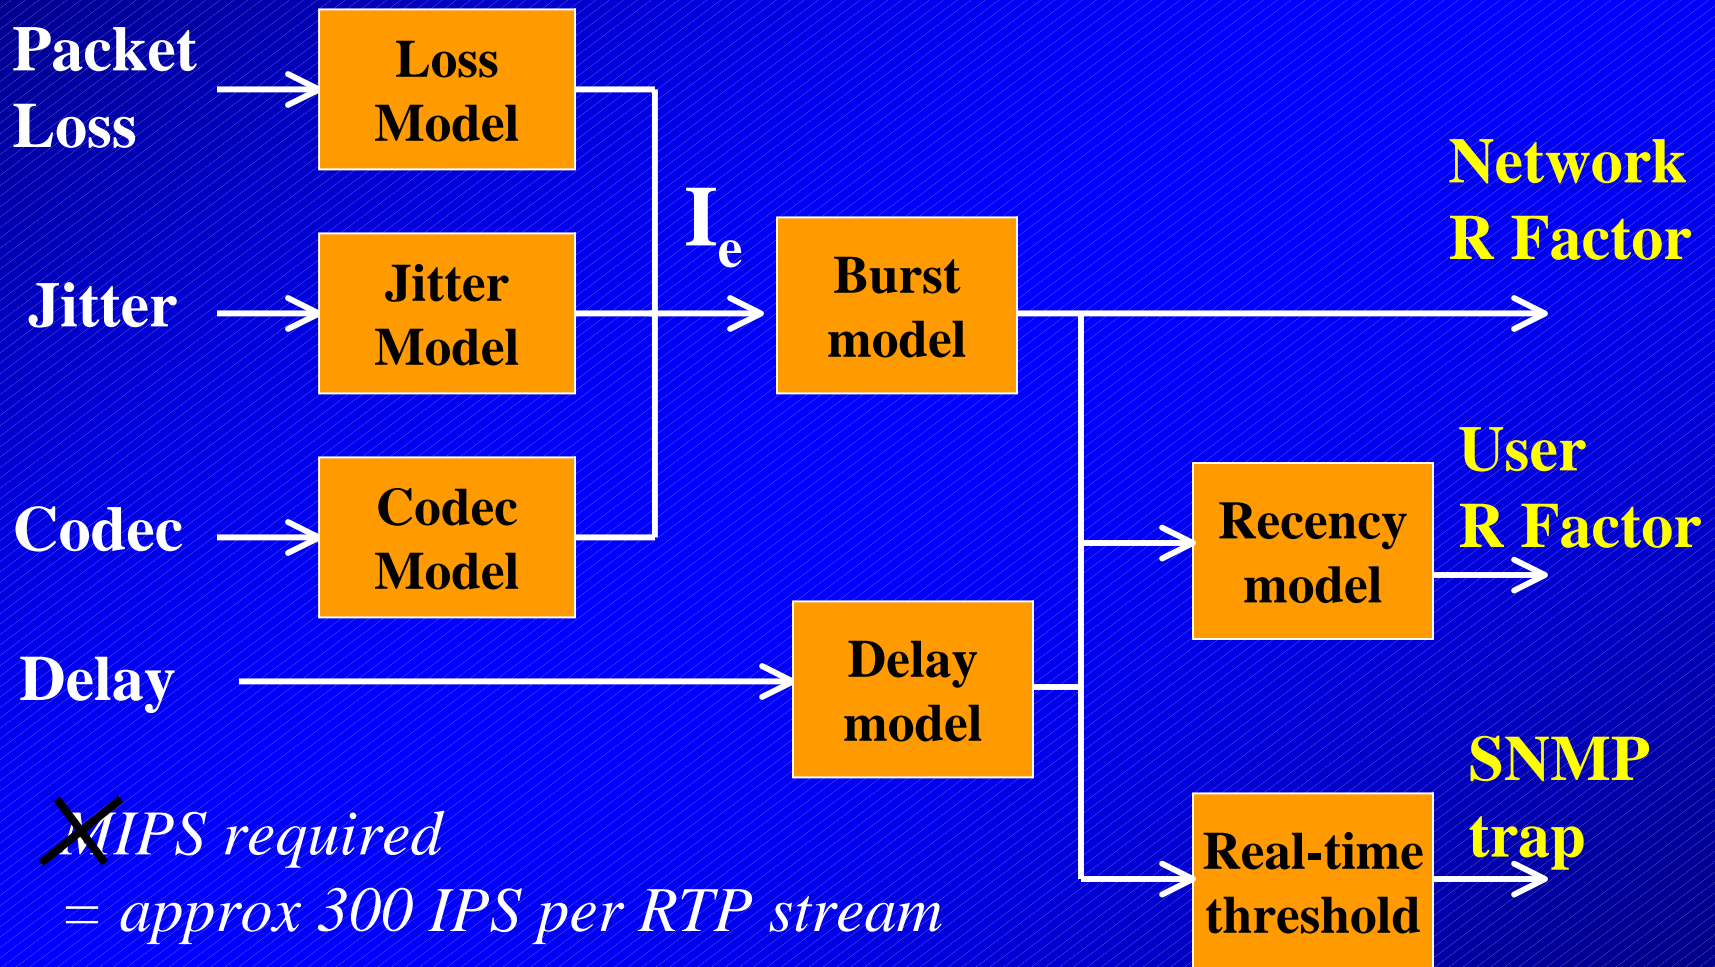 Packet
Loss
Loss
Model
Network
R Factor
I_e
Jitter
Jitter
Model
Burst
model
User
R Factor
Codec
Codec
Model
Recency
model
Delay
Delay
model
SNMP
trap
MIPS required
= approx 300 IPS per RTP stream
Real-time
threshold